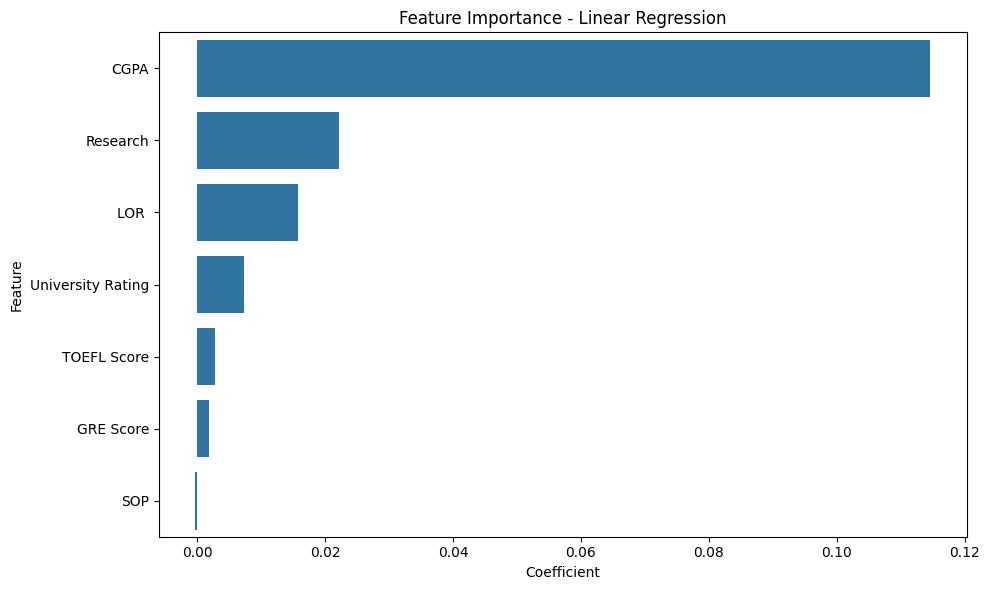 Feature Importance - Linear Regression
Feature
CGPA
Research
LOR
University Rating
TOEFL Score
GRE Score
SOP
0.00 0.02 0.04 0.06 0.08 0.10 0.12
Coefficient